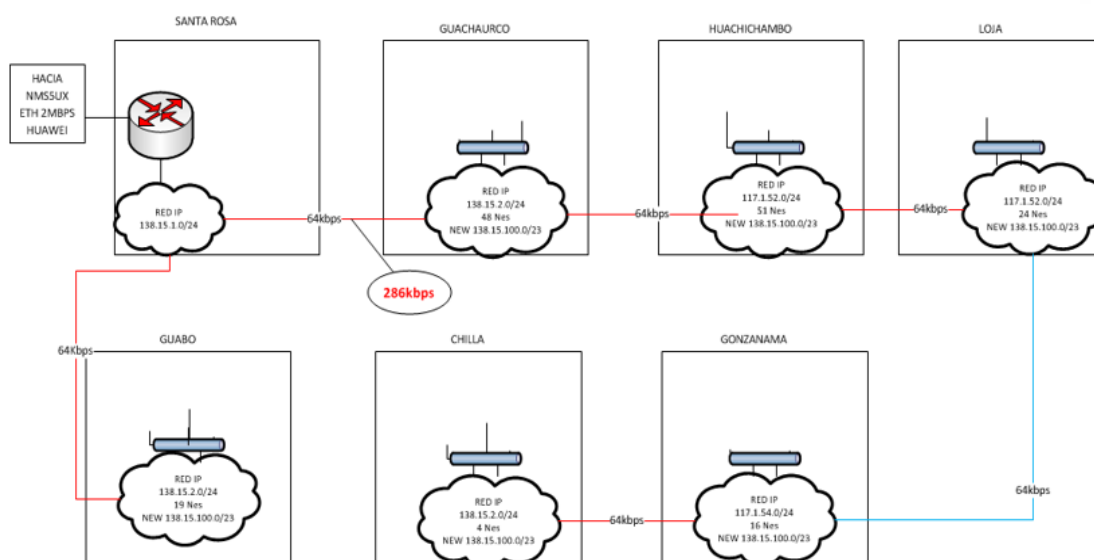 SANTA ROSA
GUACHAURCO
HUACHICHAMBO
LOJA
HACIA
NMS5UX
ETH 2MBPS
HUAWEI
RED IP
138.15.1.0/24
64kbps
RED IP
138.15.2.0/24
48 Nes
NEW 138.15.100.0/23
64kbps
RED IP
117.1.52.0/24
51 Nes
NEW 138.15.100.0/23
64kbps
RED IP
117.1.52.0/24
24 Nes
NEW 138.15.100.0/23
286kbps
GUABO
CHILLA
GONZANAMA
64Kbps
RED IP
138.15.2.0/24
19 Nes
NEW 138.15.100.0/23
RED IP
138.15.2.0/24
4 Nes
NEW 138.15.100.0/23
64kbps
RED IP
117.1.54.0/24
16 Nes
NEW 138.15.100.0/23
64kbps